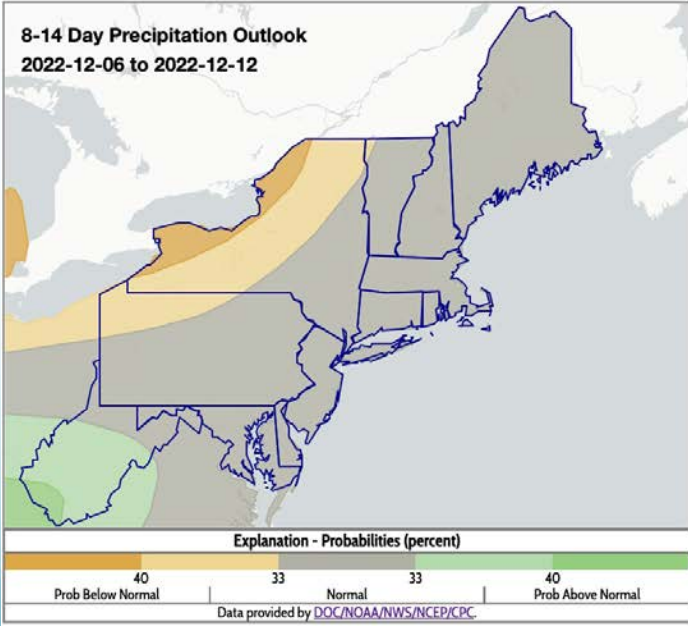 8-14 Day Precipitation Outlook
2022-12-06 to 2022-12-12
Explanation - Probabilities (percent)
40 33 33 40
Prob Below Normal | Normal | Prob Above Normal
Data provided by DOC/NOAA/NWS/NCEP/CPC.